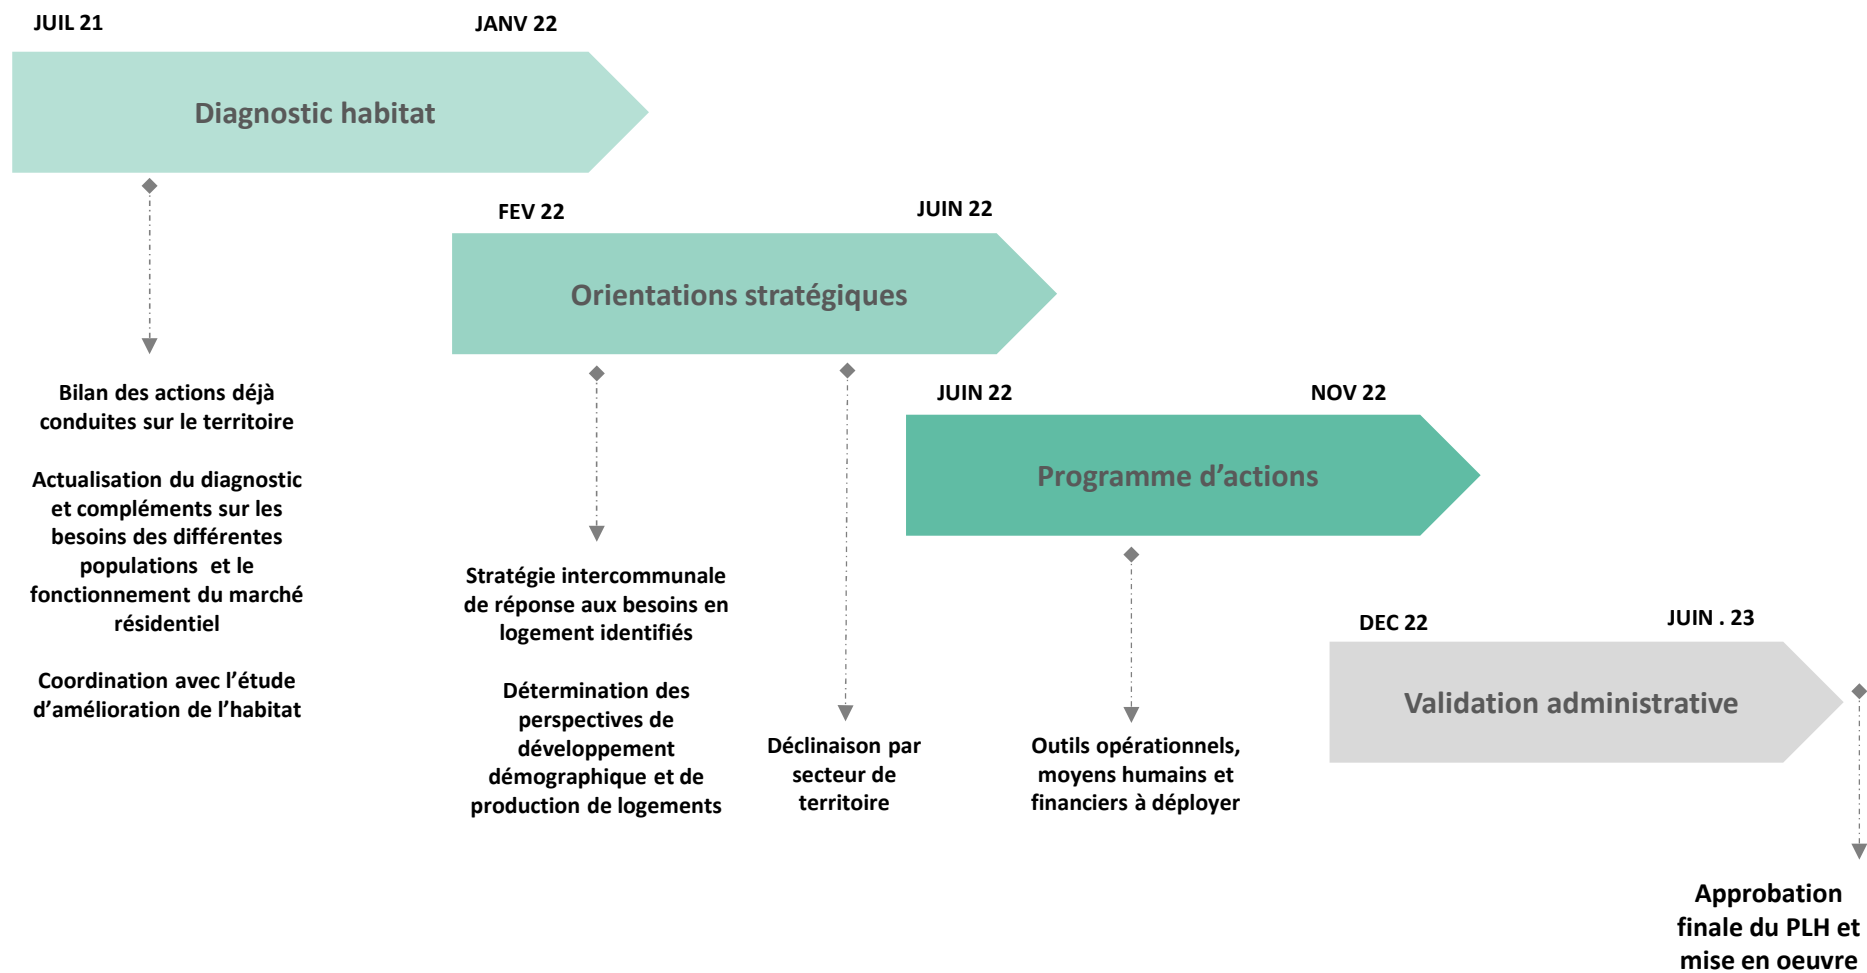 JUIL 21
JANV 22
Diagnostic habitat
Bilan des actions déjà
conduites sur le territoire
Actualisation du diagnostic
et compléments sur les
besoins des différentes
populations et le
fonctionnement du marché
résidentiel
Coordination avec l’étude
d’amélioration de l’habitat
FEV 22
JUIN 22
Orientations stratégiques
Stratégie intercommunale
de réponse aux besoins en
logement identifiés
Détermination des
perspectives de
développement
démographique et de
production de logements
Déclinaison par
secteur de
territoire
JUIN 22
NOV 22
Programme d’actions
Outils opérationnels,
moyens humains et
financiers à déployer
DEC 22
JUIN . 23
Validation administrative
Approbation
finale du PLH et
mise en oeuvre